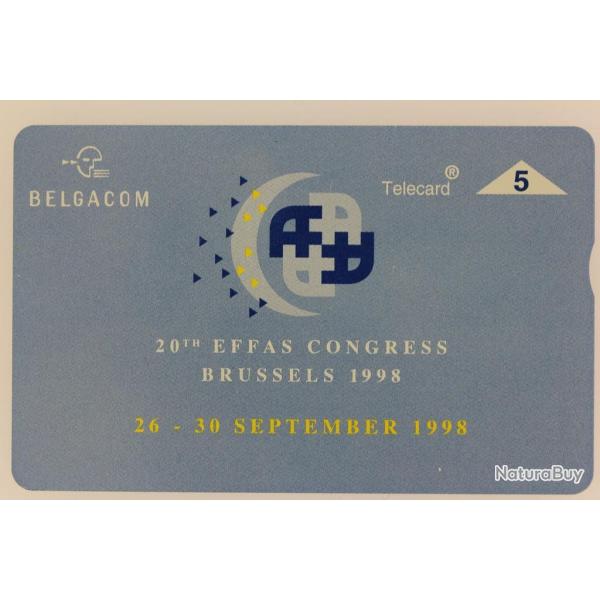 BELGACOM
Telecard®
5
20TH EFFAS CONGRESS
BRUSSELS 1998
26 - 30 SEPTEMBER 1998
NaturaBuy